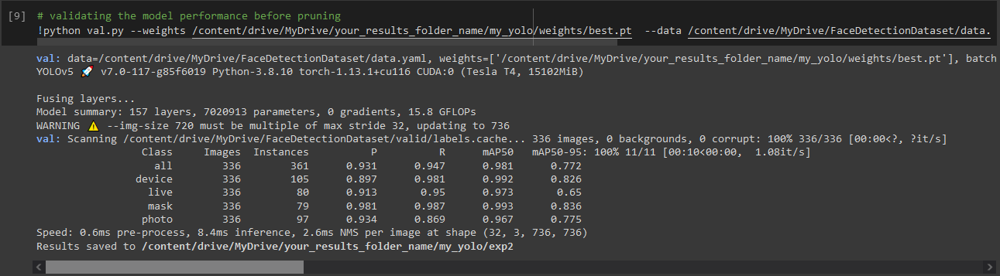 [9] # validating the model performance before pruning
!python val.py --weights /content/drive/MyDrive/your_results_folder_name/my_yolo/weights/best.pt  --data /content/drive/MyDrive/FaceDetectionDataset/data.
val: data=/content/drive/MyDrive/FaceDetectionDataset/data.yaml, weights=['/content/drive/MyDrive/your_results_folder_name/my_yolo/weights/best.pt'], batch
YOLOv5 🚀 v7.0-117-g85f6019 Python-3.8.10 torch-1.13.1+cu116 CUDA:0 (Tesla T4, 15102MiB)
Fusing layers...
Model summary: 157 layers, 7020913 parameters, 0 gradients, 15.8 GFLOPs
WARNING ⚠️ --img-size 720 must be multiple of max stride 32, updating to 736
val: Scanning /content/drive/MyDrive/FaceDetectionDataset/valid/labels.cache... 336 images, 0 backgrounds, 0 corrupt: 100% 336/336 [00:00<?, ?it/s]
Class Images Instances P R mAP50 mAP50-95: 100% 11/11 [00:10<00:00, 1.08it/s]
all 336 361 0.931 0.947 0.981 0.772
device 336 105 0.897 0.981 0.992 0.826
live 336 80 0.913 0.95 0.973 0.65
mask 336 79 0.981 0.987 0.993 0.836
photo 336 97 0.934 0.869 0.967 0.775
Speed: 0.6ms pre-process, 8.4ms inference, 2.6ms NMS per image at shape (32, 3, 736, 736)
Results saved to /content/drive/MyDrive/your_results_folder_name/my_yolo/exp2